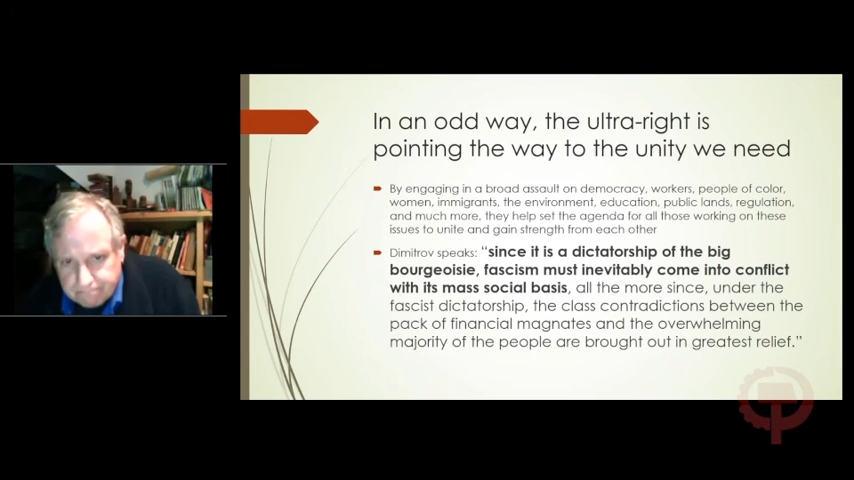 In an odd way, the ultra-right is
pointing the way to the unity we need
By engaging in a broad assault on democracy, workers, people of color,
women, immigrants, the environment, education, public lands, regulation,
and much more, they help set the agenda for all those working on these
issues to unite and gain strength from each other
Dimitrov speaks: “since it is a dictatorship of the big
bourgeoisie, fascism must inevitably come into conflict
with its mass social basis, all the more since, under the
fascist dictatorship, the class contradictions between the
pack of financial magnates and the overwhelming
majority of the people are brought out in greatest relief.”